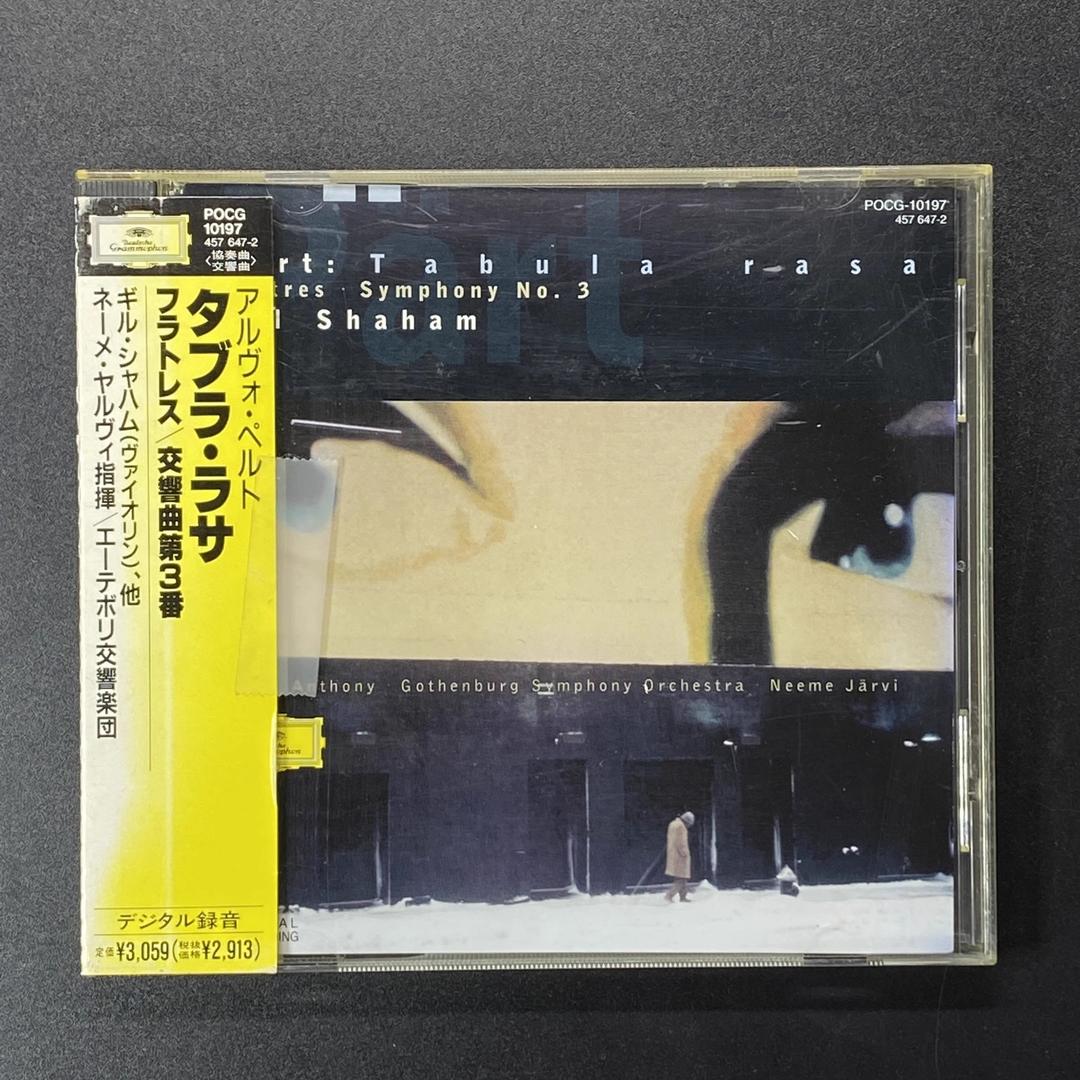 Deutsche
Grammophon
POCG
10197
457 647-2
〈協奏曲〉
〈交響曲〉
アルヴォ・ペルト
タブラ・ラサ
フラトレス/交響曲第3番
ギル・シャハム(ヴァイオリン)、他
ネーメ・ヤルヴィ指揮/エーテボリ交響楽団
デジタル録音
定価¥3,059(税抜価格¥2,913)
POCG-10197
457 647-2
Pärt
rt: Tabula rasa
tres · Symphony No. 3
l Shaham
Anthony Gothenburg Symphony Orchestra Neeme Järvi
AL
ING